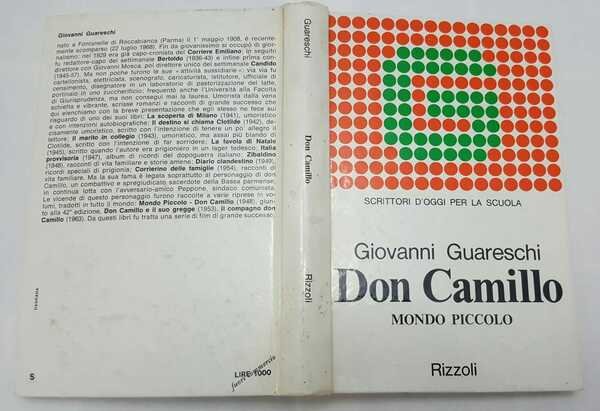 Giovanni Guareschi
nato a Fontanelle di Roccabianca (Parma) il 1° maggio 1908, è recente-
mente scomparso (22 luglio 1968). Fin da giovanissimo si occupò di gior-
nalismo: nel 1929 era già capo-cronista del Corriere Emiliano; in seguito
fu redattore-capo del settimanale Bertoldo (1936-43) e infine prima con-
direttore con Giovanni Mosca, poi direttore unico del settimanale Candido
(1945-57). Ma non poche furono le sue « attività sussidiarie »: via via fu
cartellonista, elettricista, scenografo, caricaturista, istitutore, ufficiale di
censimento, disegnatore in un laboratorio di pastorizzazione del latte,
portinaio in uno zuccherificio; frequentò anche l'Università alla Facoltà
di Giurisprudenza, ma non conseguì mai la laurea. Umorista dalla vena
schietta e vibrante, scrisse romanzi e racconti di grande successo che
qui elenchiamo con la breve presentazione che egli stesso ne fece sul
risguardo di uno dei suoi libri: La scoperta di Milano (1941), umoristico
e con intenzioni autobiografiche; Il destino si chiama Clotilde (1942), de-
cisamente umoristico, scritto con l'intenzione di tenere un po' allegro il
lettore; Il marito in collegio (1943), umoristico, ma assai più blando di
Clotilde, scritto con l'intenzione di far sorridere; La favola di Natale
(1945), scritto quando l'autore era prigioniero in un lager tedesco; Italia
provvisoria (1947), album di ricordi del dopoguerra italiano; Zibaldino
(1948), racconti di vita familiare e storie amene; Diario clandestino (1949),
ricordi speciali di prigionia; Corrierino delle famiglie (1954), racconti di
vita familiare. Ma la sua fama è legata soprattutto al personaggio di don
Camillo, un combattivo e spregiudicato sacerdote della Bassa parmense,
in continua lotta con l'avversario-amico Peppone, sindaco comunista.
Le vicende di questo personaggio furono raccolte a varie riprese in vo-
lumi, tradotti in tutto il mondo: Mondo Piccolo - Don Camillo (1948), giun-
to alla 42ª edizione, Don Camillo e il suo gregge (1953), Il compagno don
Camillo (1963). Da questi libri fu tratta una serie di film di grande successo.
S
LIRE 1000
fuori commercio
Guareschi
Don Camillo
Rizzoli
SCRITTORI D'OGGI PER LA SCUOLA
Giovanni Guareschi
Don Camillo
MONDO PICCOLO
Rizzoli